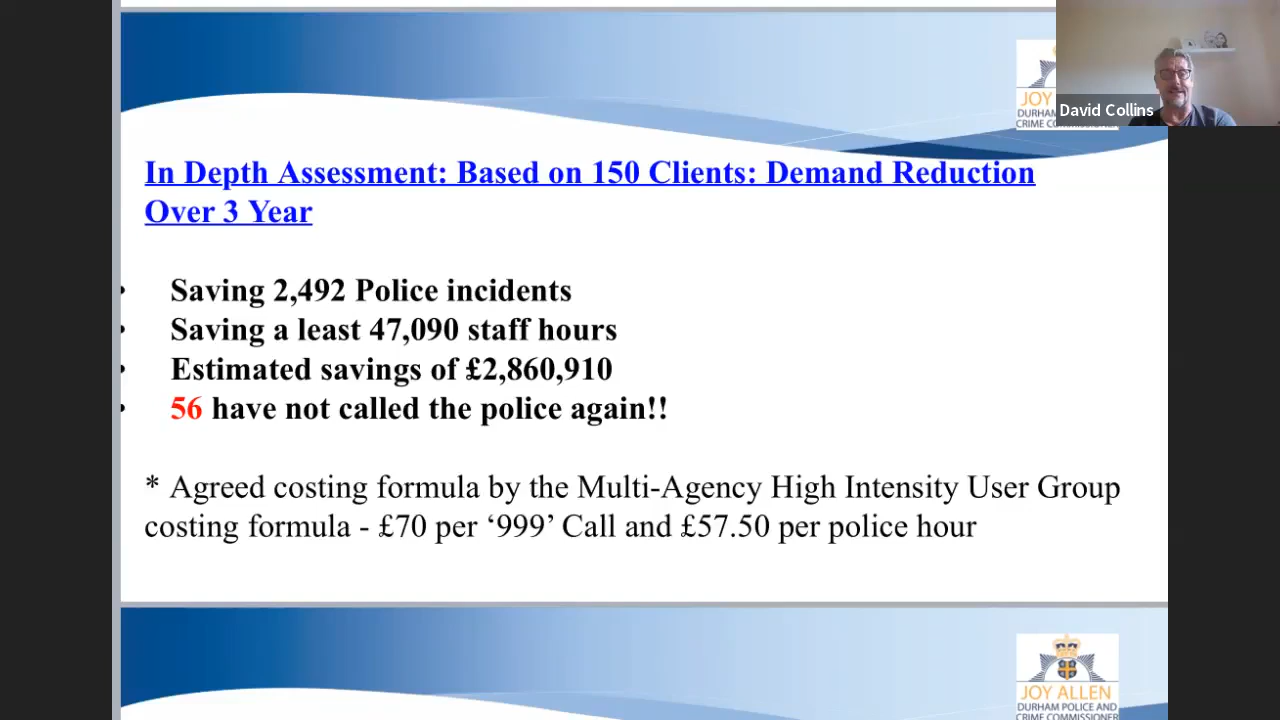 JOY
DURHAM
CRIME
David Collins
In Depth Assessment: Based on 150 Clients: Demand Reduction
Over 3 Year
• Saving 2,492 Police incidents
• Saving a least 47,090 staff hours
• Estimated savings of £2,860,910
• 56 have not called the police again!!
* Agreed costing formula by the Multi-Agency High Intensity User Group
costing formula - £70 per ‘999’ Call and £57.50 per police hour
JOY ALLEN
DURHAM POLICE AND
CRIME COMMISSIONER